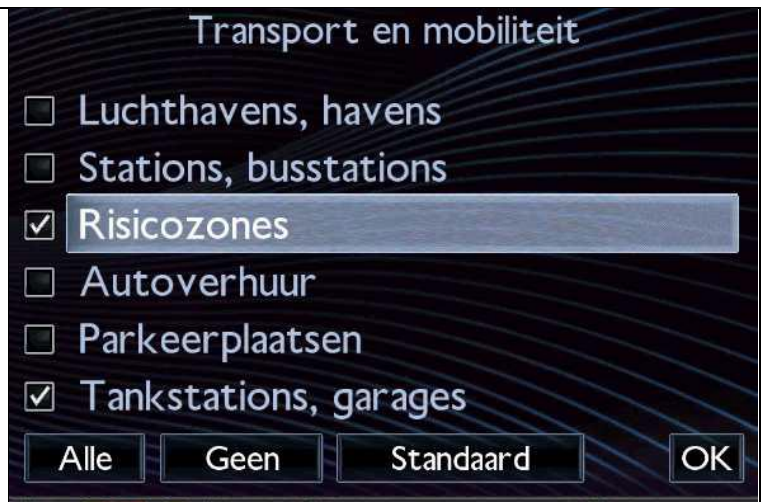 Transport en mobiliteit
Luchthavens, havens
Stations, busstations
Risicozones
Autoverhuur
Parkeerplaatsen
Tankstations, garages
Alle Geen Standaard OK